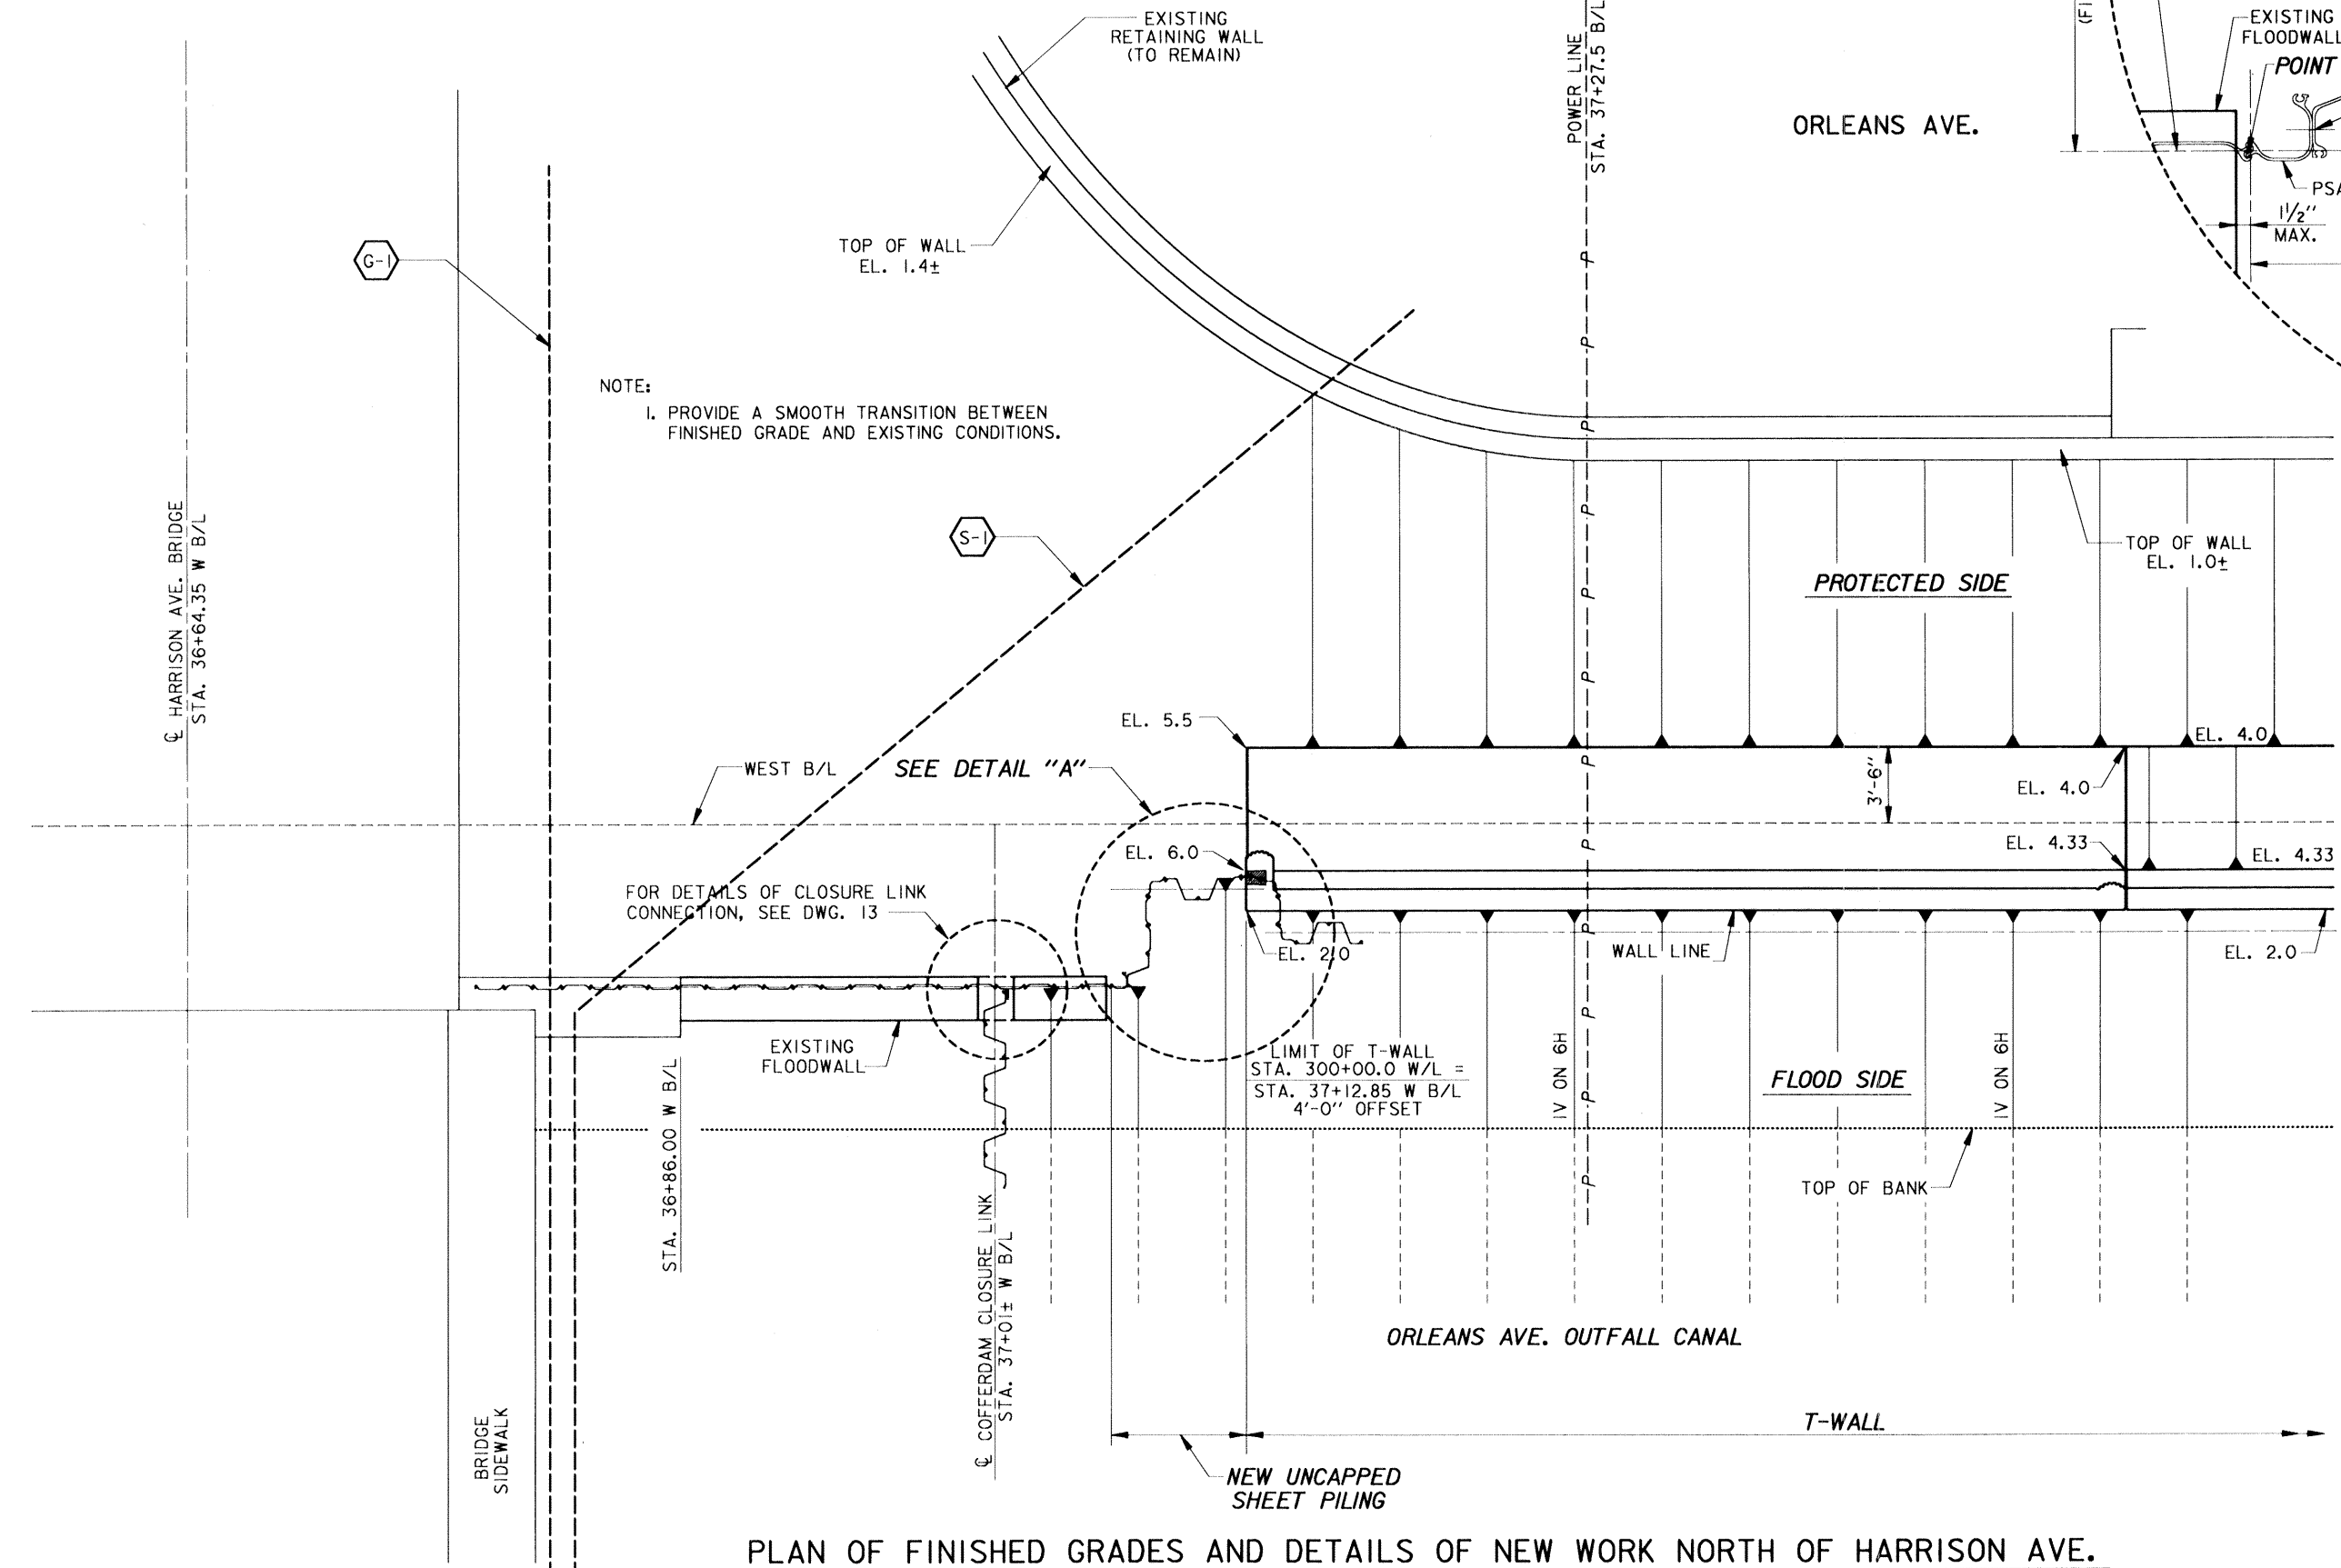 EXISTING
RETAINING WALL
(TO REMAIN)
POWER LINE
STA. 37+27.5 B/L
ORLEANS AVE.
EXISTING
FLOODWALL
POINT
PSA
1 1/2"
MAX.
G-1
TOP OF WALL
EL. 1.4±
NOTE:
1. PROVIDE A SMOOTH TRANSITION BETWEEN
FINISHED GRADE AND EXISTING CONDITIONS.
℄ HARRISON AVE. BRIDGE
STA. 36+64.35 W B/L
S-1
P
P
P
P
P
P
P
P
P
P
P
P
TOP OF WALL
EL. 1.0±
PROTECTED SIDE
EL. 5.5
EL. 4.0
WEST B/L
SEE DETAIL "A"
3'-6"
EL. 4.0
EL. 6.0
EL. 4.33
EL. 4.33
FOR DETAILS OF CLOSURE LINK
CONNECTION, SEE DWG. 13
EL. 2.0
WALL LINE
EL. 2.0
EXISTING
FLOODWALL
LIMIT OF T-WALL
STA. 300+00.0 W/L =
STA. 37+12.85 W B/L
4'-0" OFFSET
1V ON 6H
FLOOD SIDE
1V ON 6H
STA. 36+86.00 W B/L
TOP OF BANK
℄ COFFERDAM CLOSURE LINK
STA. 37+01± W B/L
ORLEANS AVE. OUTFALL CANAL
BRIDGE
SIDEWALK
T-WALL
NEW UNCAPPED
SHEET PILING
PLAN OF FINISHED GRADES AND DETAILS OF NEW WORK NORTH OF HARRISON AVE.